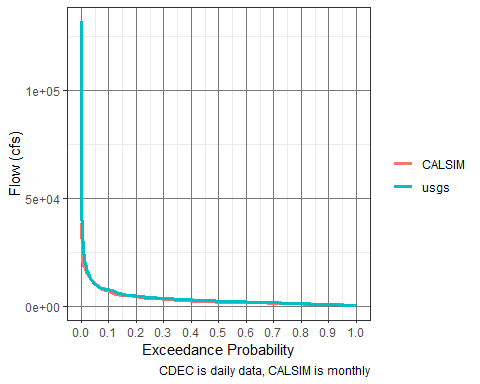 1e+05
5e+04
0e+00
Flow (cfs)
0.0 0.1 0.2 0.3 0.4 0.5 0.6 0.7 0.8 0.9 1.0
Exceedance Probability
CDEC is daily data, CALSIM is monthly
CALSIM
usgs